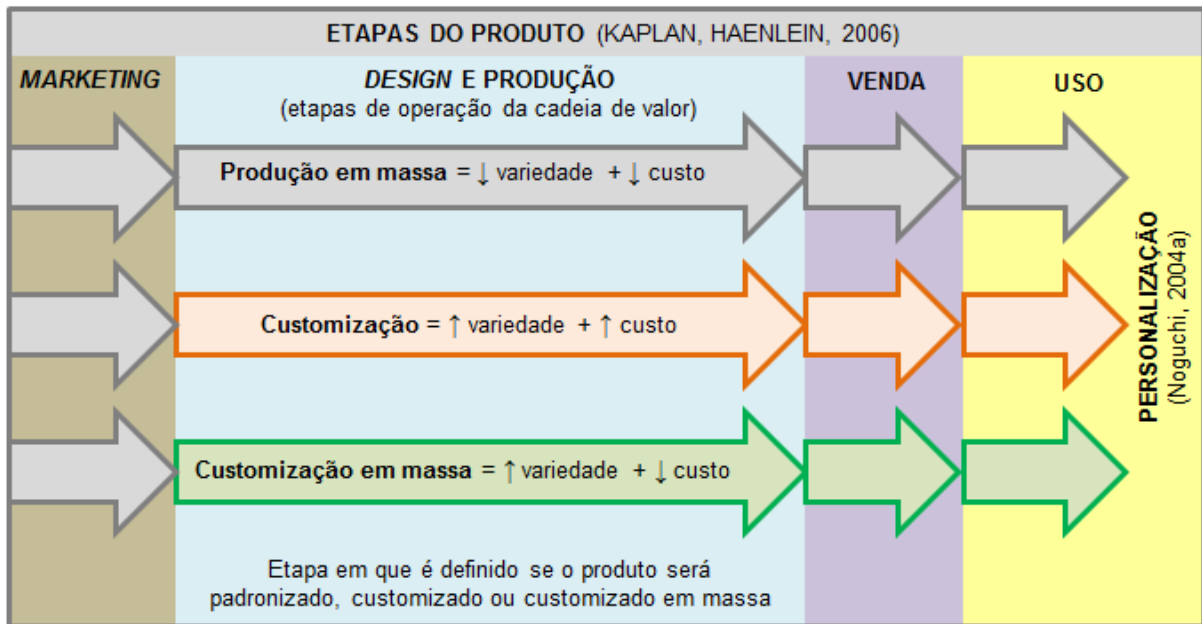 ETAPAS DO PRODUTO (KAPLAN, HAENLEIN, 2006)
MARKETING
DESIGN E PRODUÇÃO
(etapas de operação da cadeia de valor)
VENDA
USO
Produção em massa = ↓ variedade + ↓ custo
Customização = ↑ variedade + ↑ custo
Customização em massa = ↑ variedade + ↓ custo
Etapa em que é definido se o produto será
padronizado, customizado ou customizado em massa
PERSONALIZAÇÃO
(Noguchi, 2004a)